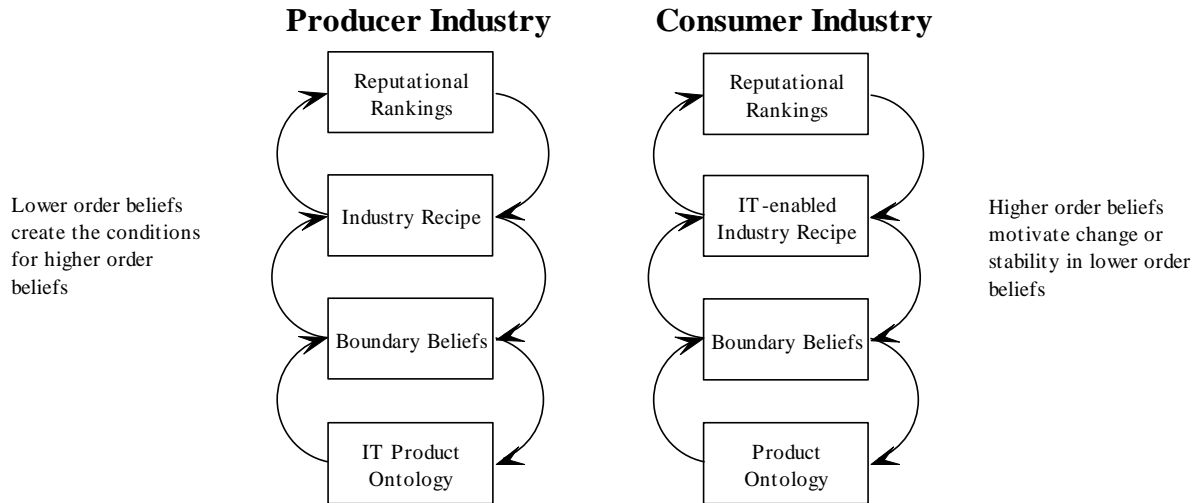 Producer Industry
Consumer Industry
Reputational
Rankings
Reputational
Rankings
Lower order beliefs
create the conditions
for higher order
beliefs
Industry Recipe
IT-enabled
Industry Recipe
Higher order beliefs
motivate change or
stability in lower order
beliefs
Boundary Beliefs
Boundary Beliefs
IT Product
Ontology
Product
Ontology